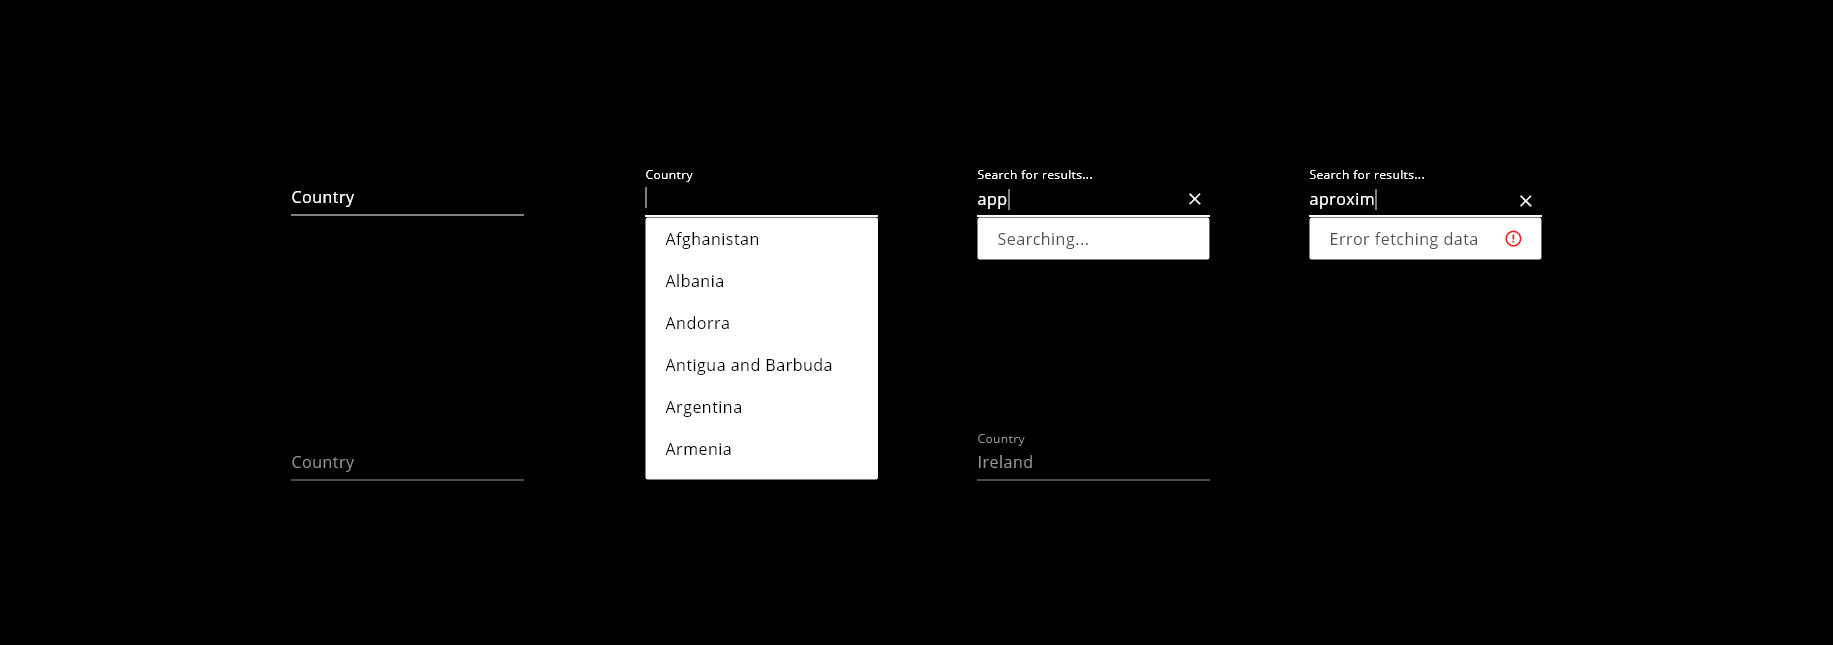 Country
Country
Afghanistan
Albania
Andorra
Antigua and Barbuda
Argentina
Armenia
Search for results...
app
Searching...
Search for results...
aproxim
Error fetching data
Country
Country
Ireland